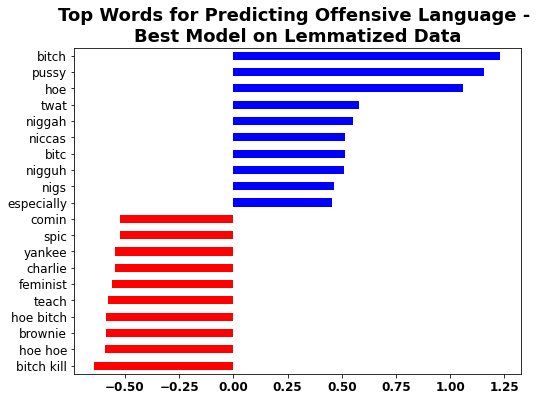 Top Words for Predicting Offensive Language -
Best Model on Lemmatized Data
bitch
pussy
hoe
twat
niggah
niccas
bitc
nigguh
nigs
especially
comin
spic
yankee
charlie
feminist
teach
hoe bitch
brownie
hoe hoe
bitch kill
−0.50 −0.25 0.00 0.25 0.50 0.75 1.00 1.25